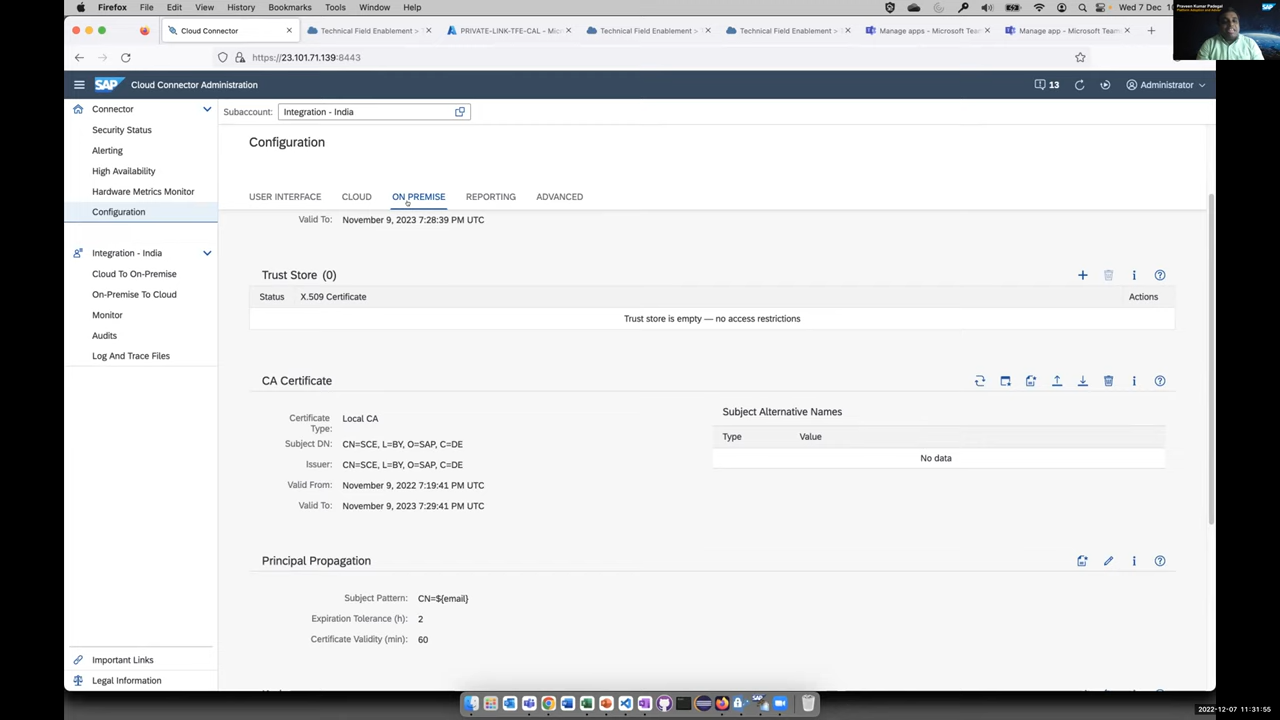 Firefox File Edit View History Bookmarks Tools Window Help Wed 7 Dec
Praveen Kumar Padegal
SAP
Cloud Connector
Technical Field Enablement >
PRIVATE-LINK-TFE-CAL - Micr
Technical Field Enablement >
Technical Field Enablement >
Manage apps - Microsoft Team
Manage app - Microsoft Team
https://23.101.71.139:8443
SAP Cloud Connector Administration
13
Administrator
Connector
Security Status
Alerting
High Availability
Hardware Metrics Monitor
Configuration
Integration - India
Cloud To On-Premise
On-Premise To Cloud
Monitor
Audits
Log And Trace Files
Important Links
Legal Information
Subaccount: Integration - India
Configuration
USER INTERFACE CLOUD ON PREMISE REPORTING ADVANCED
Valid To: November 9, 2023 7:28:39 PM UTC
Trust Store (0)
Status X.509 Certificate Actions
Trust store is empty — no access restrictions
CA Certificate
Certificate Type: Local CA
Subject DN: CN=SCE, L=BY, O=SAP, C=DE
Issuer: CN=SCE, L=BY, O=SAP, C=DE
Valid From: November 9, 2022 7:19:41 PM UTC
Valid To: November 9, 2023 7:29:41 PM UTC
Subject Alternative Names
Type Value
No data
Principal Propagation
Subject Pattern: CN=${email}
Expiration Tolerance (h): 2
Certificate Validity (min): 60
2022-12-07 11:31:55